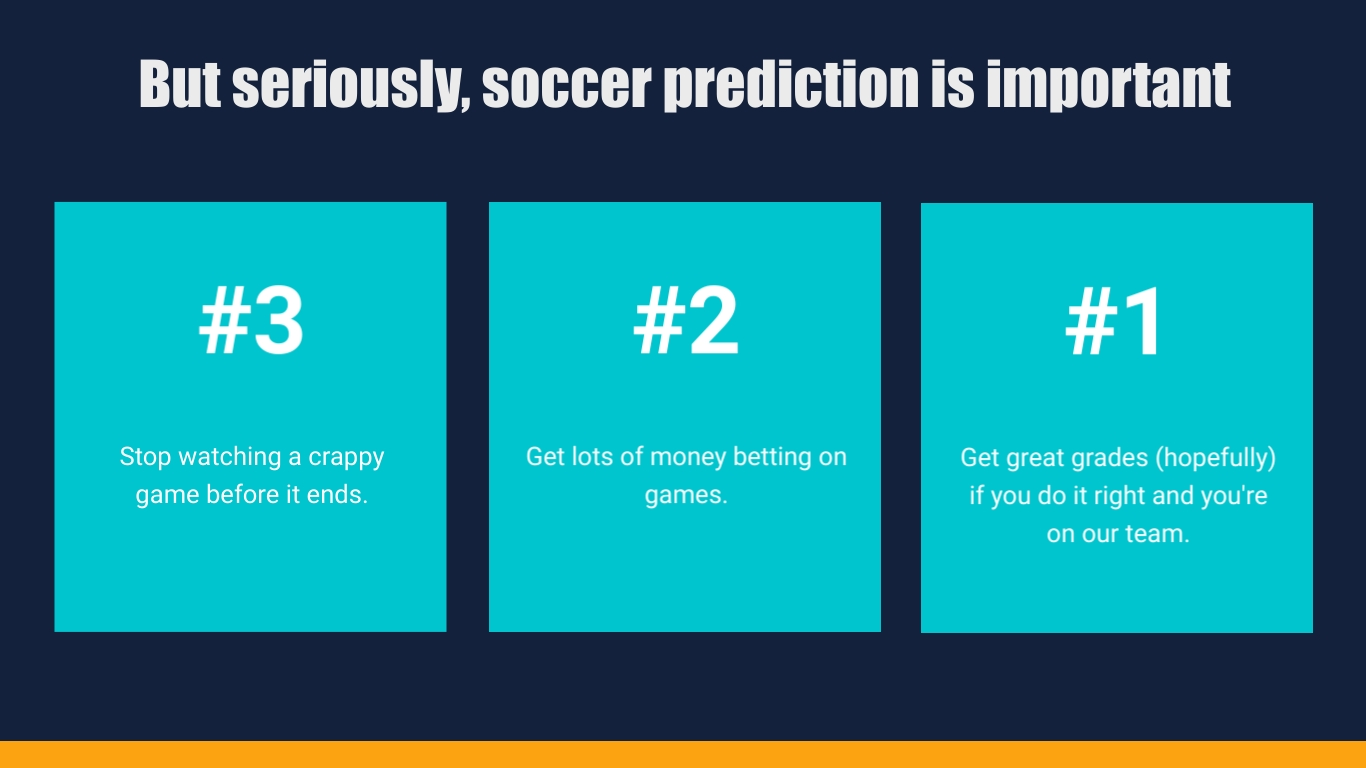 But seriously, soccer prediction is important
#3
Stop watching a crappy
game before it ends.
#2
Get lots of money betting on
games.
#1
Get great grades (hopefully)
if you do it right and you're
on our team.